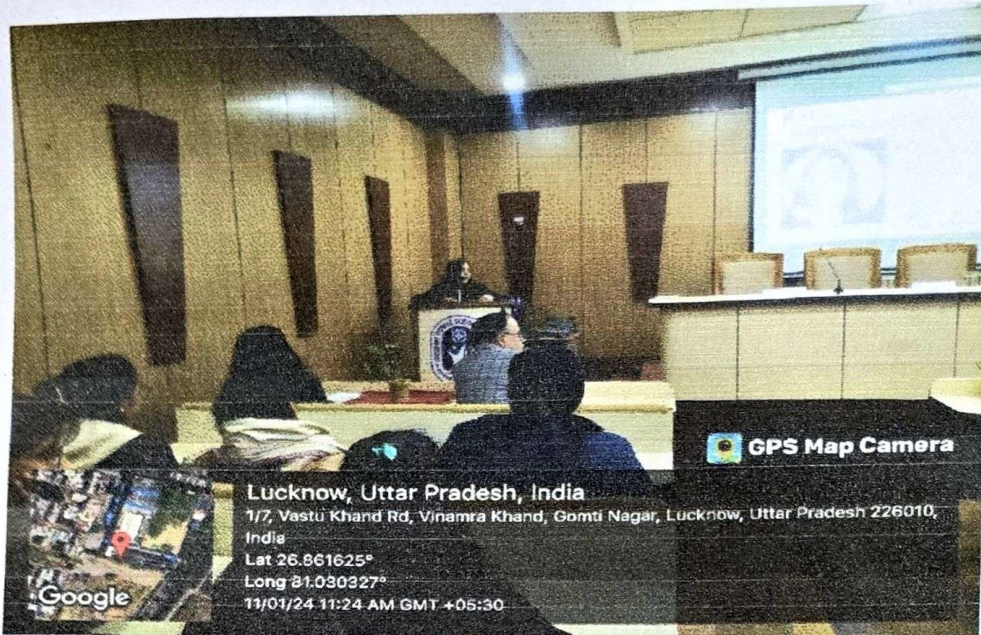 GPS Map Camera
Lucknow, Uttar Pradesh, India
1/7, Vastu Khand Rd, Vinamra Khand, Gomti Nagar, Lucknow, Uttar Pradesh 226010,
India
Lat 26.861625°
Long 81.030327°
11/01/24 11:24 AM GMT +05:30
Google